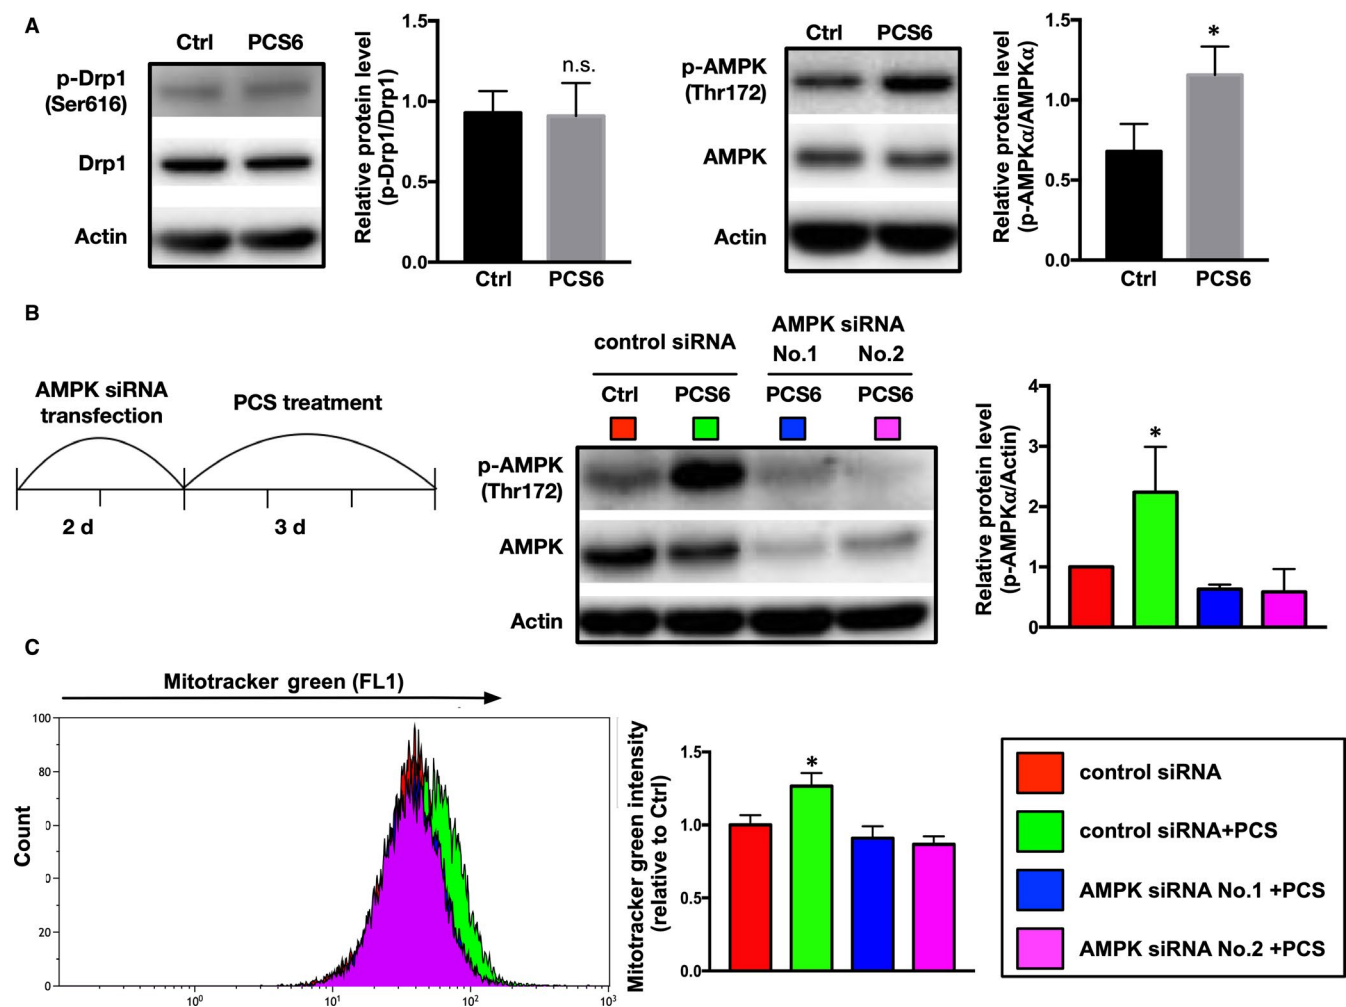 A
Ctrl PCS6
p-Drp1
(Ser616)
Drp1
Actin
Relative protein level
(p-Drp1/Drp1)
1.5
1.0
0.5
0.0
n.s.
Ctrl PCS6
Ctrl PCS6
p-AMPK
(Thr172)
AMPK
Actin
Relative protein level
(p-AMPKα/AMPKα)
1.5
1.0
0.5
0.0
*
Ctrl PCS6
B
AMPK siRNA
transfection
PCS treatment
2 d
3 d
control siRNA
AMPK siRNA
No.1 No.2
Ctrl PCS6 PCS6 PCS6
p-AMPK
(Thr172)
AMPK
Actin
Relative protein level
(p-AMPKα/Actin)
4
3
2
1
0
*
C
Mitotracker green (FL1)
Count
100
80
0
0
20
0
10⁰ 10¹ 10² 10³
Mitotracker green intensity
(relative to Ctrl)
1.5
1.0
0.5
0.0
*
control siRNA
control siRNA+PCS
AMPK siRNA No.1 +PCS
AMPK siRNA No.2 +PCS